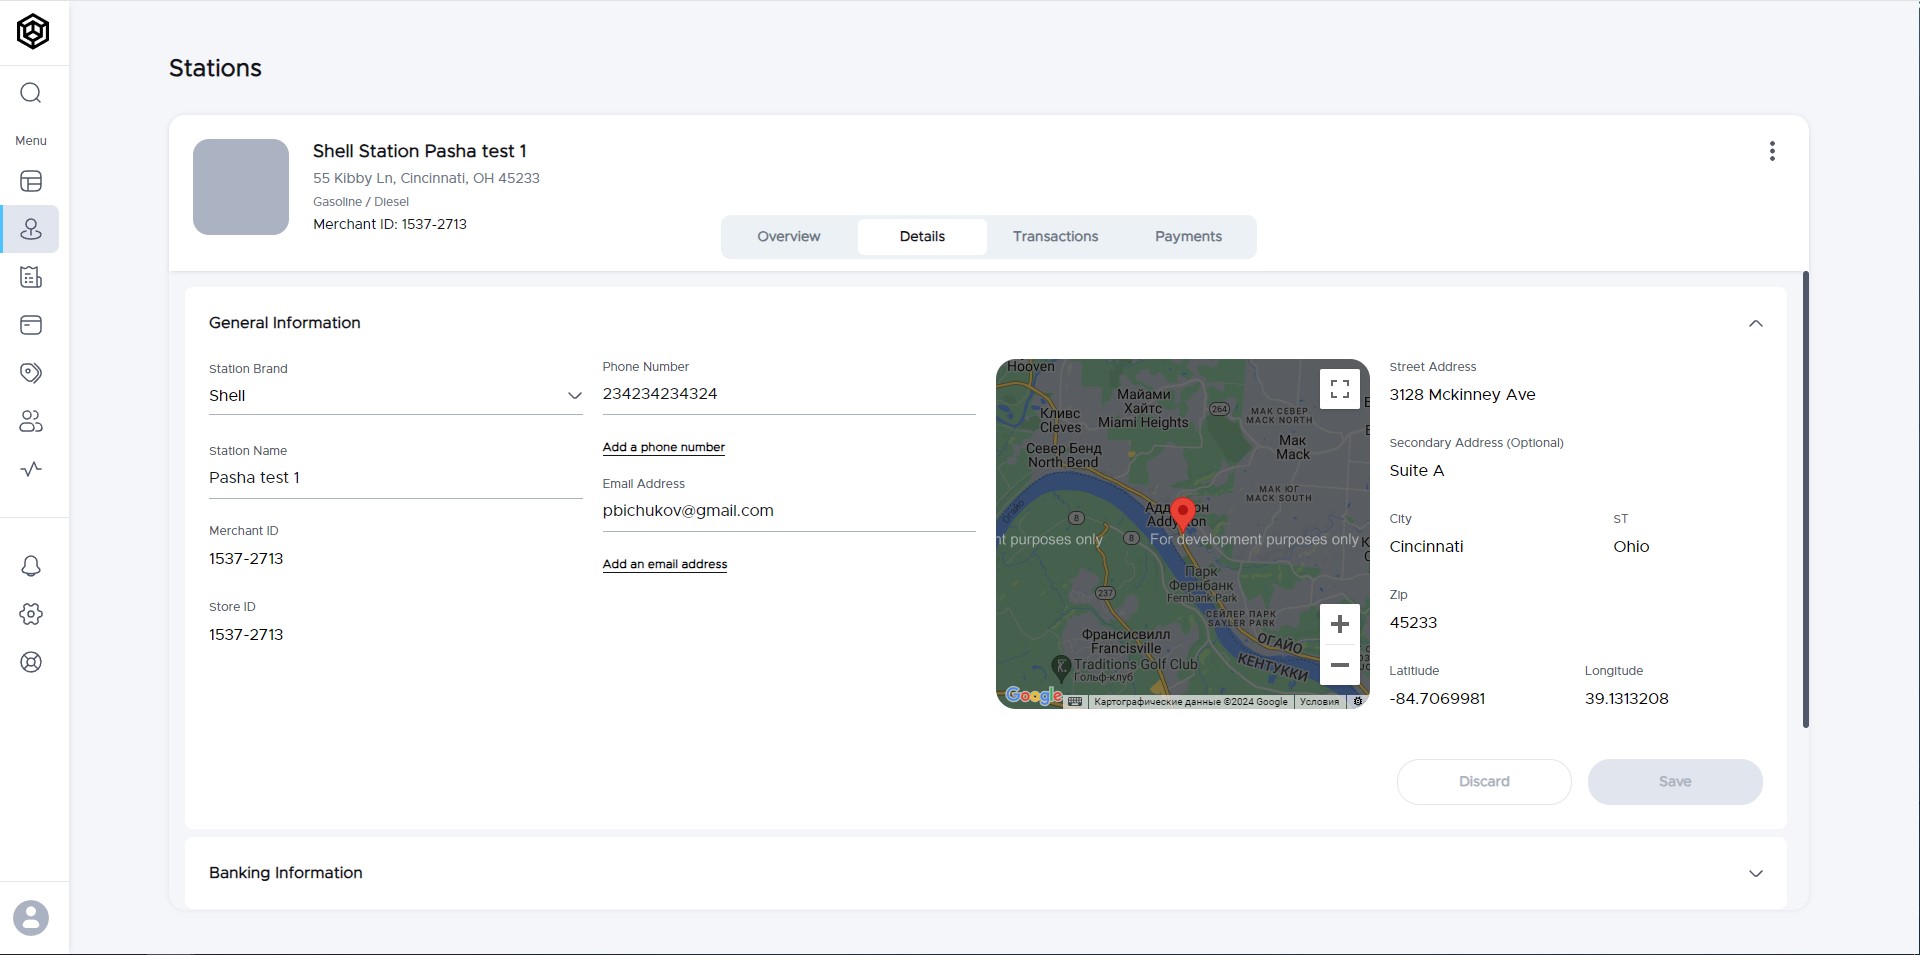 Stations
Menu
Shell Station Pasha test 1
55 Kibby Ln, Cincinnati, OH 45233
Gasoline / Diesel
Merchant ID: 1537-2713
Overview
Details
Transactions
Payments
General Information
Station Brand
Shell
Station Name
Pasha test 1
Merchant ID
1537-2713
Store ID
1537-2713
Phone Number
234234234324
Add a phone number
Email Address
pbichukov@gmail.com
Add an email address
Hooven
Майами
Хайтс
Miami Heights
264
МАК СЕВЕР
MACK NORTH
Кливс
Cleves
Мак
Mack
Север Бенд
North Bend
МАК ЮГ
MACK SOUTH
Огайо
8
nt purposes only
8
For development purposes only
Парк
Фернбанк
Fernbank Park
237
СЕЙЛЕР ПАРК
SAYLER PARK
Франсисвилл
Francisville
ОГАЙО
КЕНТУККИ
Traditions Golf Club
Гольф-клуб
Google
Картографические данные ©2024 Google
Условия
Street Address
3128 Mckinney Ave
Secondary Address (Optional)
Suite A
City
Cincinnati
ST
Ohio
Zip
45233
Latitude
-84.7069981
Longitude
39.1313208
Discard
Save
Banking Information